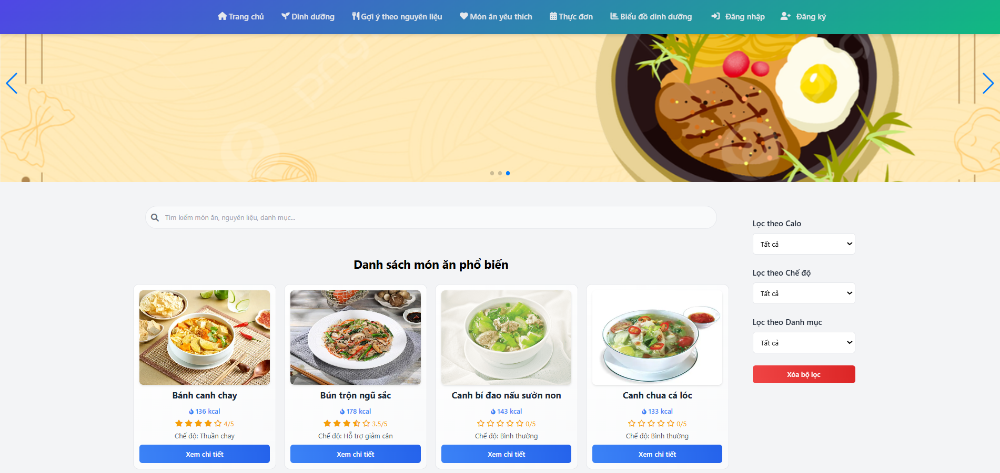 Trang chủ Dinh dưỡng Gợi ý theo nguyên liệu Món ăn yêu thích Thực đơn Biểu đồ dinh dưỡng Đăng nhập Đăng ký
png
Tìm kiếm món ăn, nguyên liệu, danh mục...
Danh sách món ăn phổ biến
Bánh canh chay
136 kcal
4/5
Chế độ: Thuần chay
Xem chi tiết
Bún trộn ngũ sắc
178 kcal
3.5/5
Chế độ: Hỗ trợ giảm cân
Xem chi tiết
Canh bí đao nấu sườn non
143 kcal
0/5
Chế độ: Bình thường
Xem chi tiết
Canh chua cá lóc
133 kcal
0/5
Chế độ: Bình thường
Xem chi tiết
Lọc theo Calo
Tất cả
Lọc theo Chế độ
Tất cả
Lọc theo Danh mục
Tất cả
Xóa bộ lọc